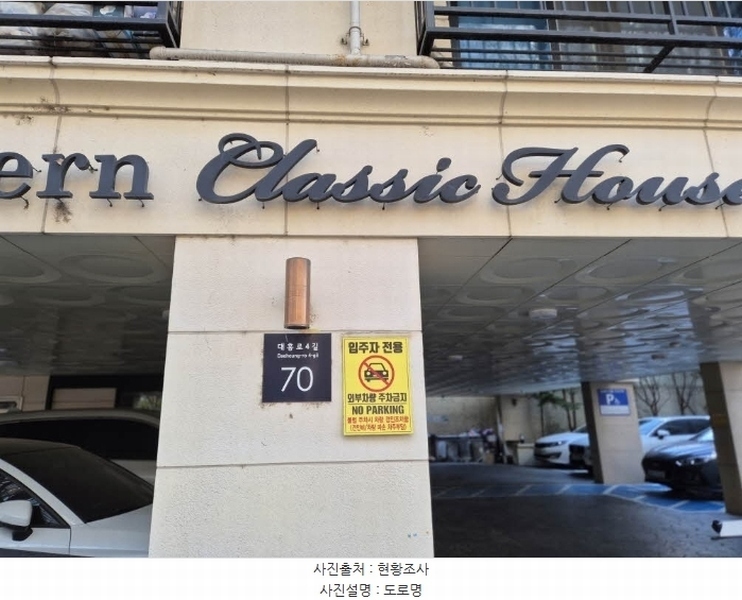 ern Classic House
대흥로4길
Daeheung-ro 4-gil
70
입주자 전용
외부차량 주차금지
NO PARKING
P
사진출처 : 현황조사
사진설명 : 도로명